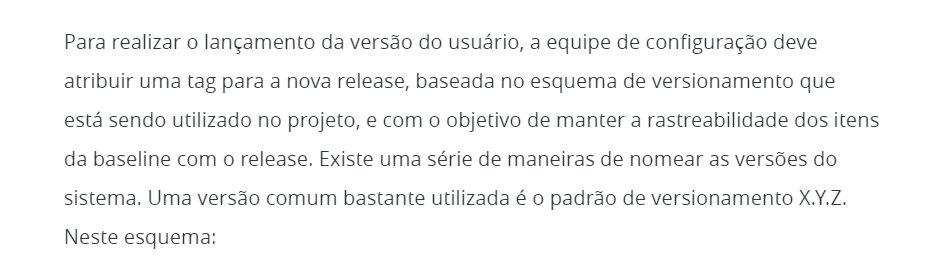 Para realizar o lançamento da versão do usuário, a equipe de configuração deve
atribuir uma tag para a nova release, baseada no esquema de versionamento que
está sendo utilizado no projeto, e com o objetivo de manter a rastreabilidade dos itens
da baseline com o release. Existe uma série de maneiras de nomear as versões do
sistema. Uma versão comum bastante utilizada é o padrão de versionamento X.Y.Z.
Neste esquema: